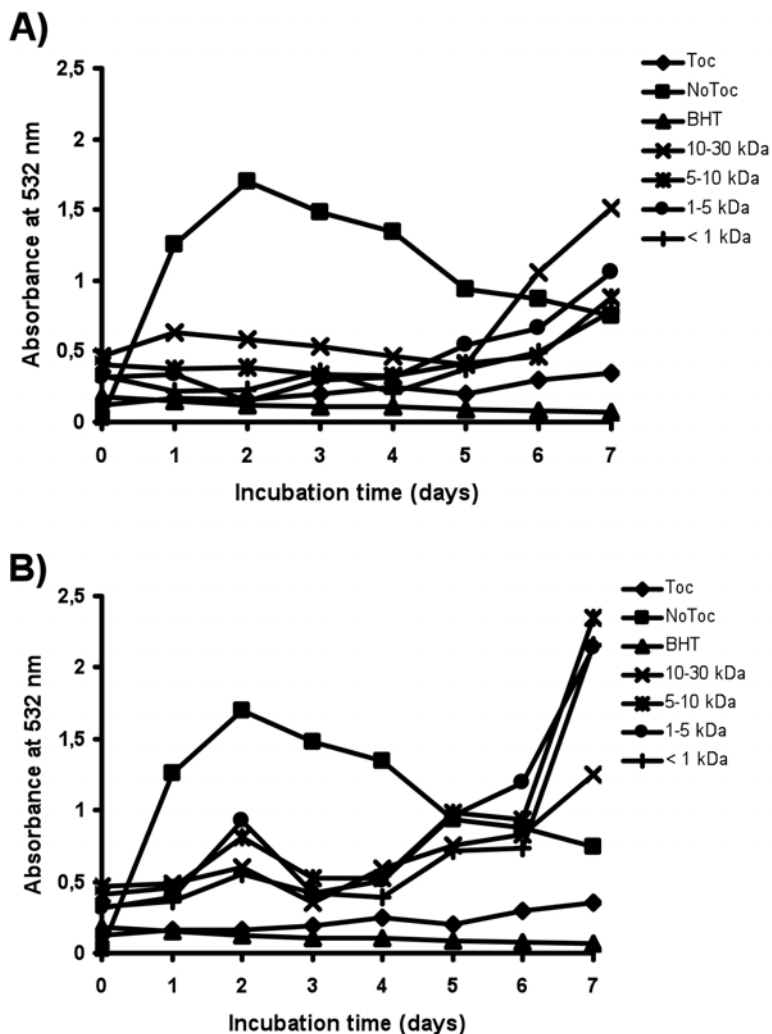 A)
2,5
2
1,5
1
0,5
0
0 1 2 3 4 5 6 7
Absorbance at 532 nm
Incubation time (days)
Toc
NoToc
BHT
10-30 kDa
5-10 kDa
1-5 kDa
< 1 kDa
B)
2,5
2
1,5
1
0,5
0
0 1 2 3 4 5 6 7
Absorbance at 532 nm
Incubation time (days)
Toc
NoToc
BHT
10-30 kDa
5-10 kDa
1-5 kDa
< 1 kDa